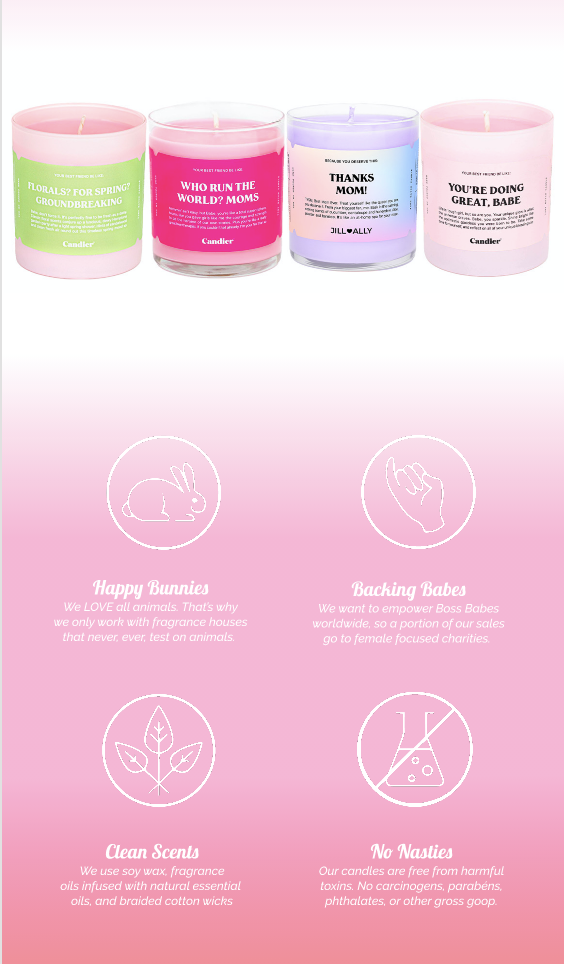 YOUR BEST FRIEND BE LIKE:
FLORALS? FOR SPRING?
GROUNDBREAKING
Candier
YOUR BEST FRIEND BE LIKE:
WHO RUN THE
WORLD? MOMS
Candier
BECAUSE YOU DESERVE THIS:
THANKS
MOM!
JILL♥ALLY
YOUR BEST FRIEND BE LIKE:
YOU'RE DOING
GREAT, BABE
Candier
Happy Bunnies
We LOVE all animals. That's why
we only work with fragrance houses
that never, ever, test on animals.
Backing Babes
We want to empower Boss Babes
worldwide, so a portion of our sales
go to female focused charities.
Clean Scents
We use soy wax, fragrance
oils infused with natural essential
oils, and braided cotton wicks
No Nasties
Our candles are free from harmful
toxins. No carcinogens, parabens,
phthalates, or other gross goop.